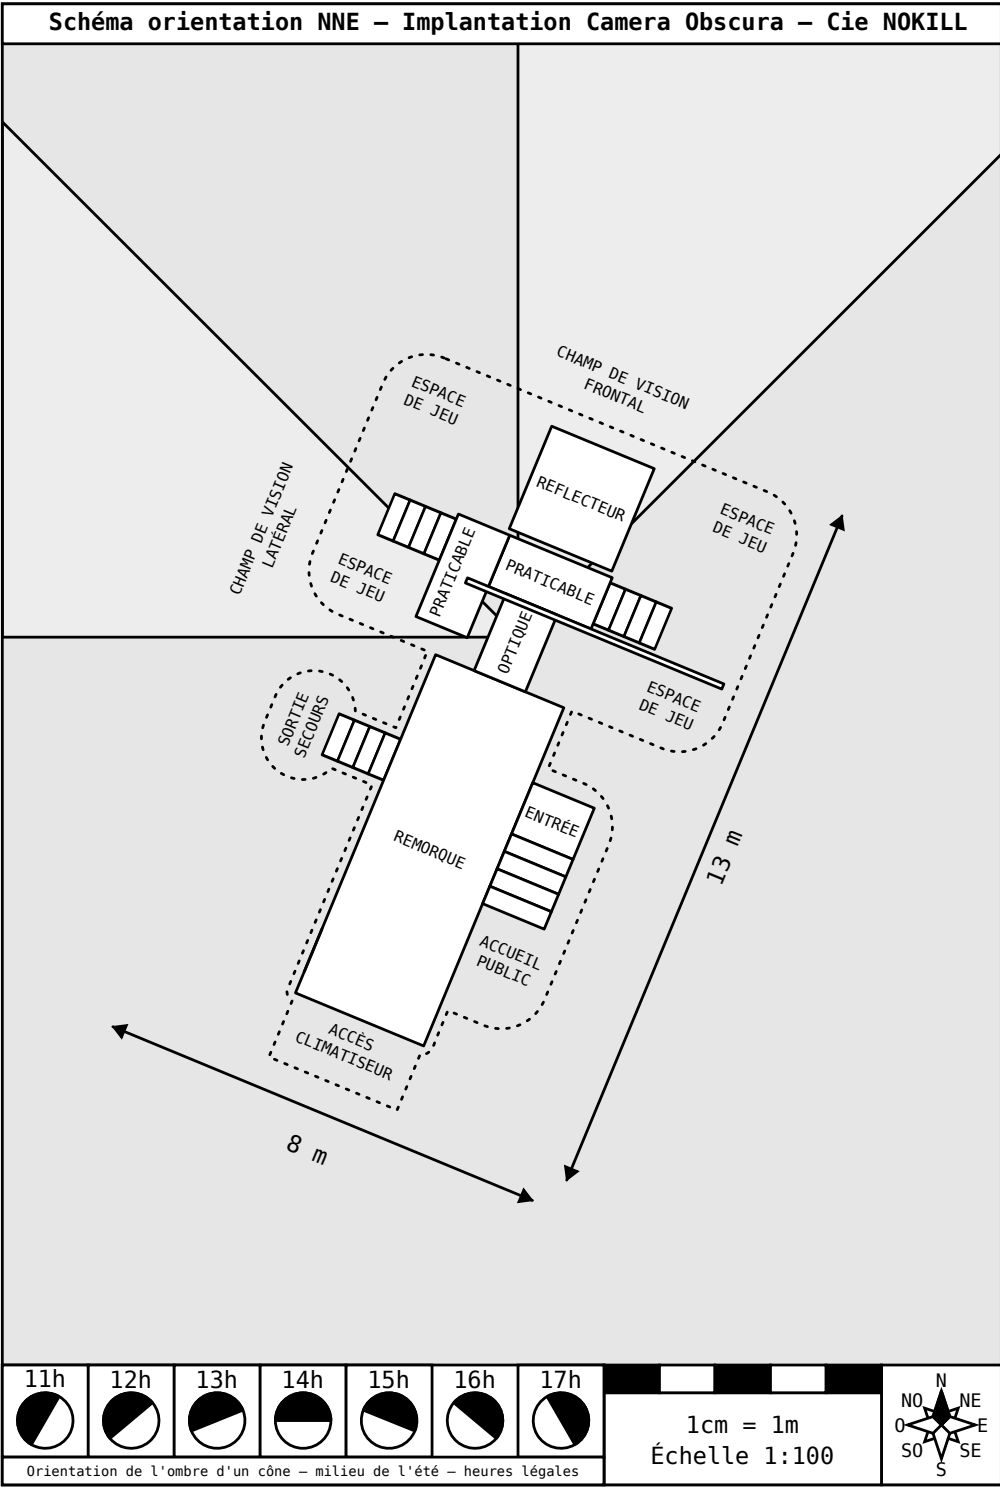 Schéma orientation NNE – Implantation Camera Obscura – Cie NOKILL
CHAMP DE VISION
FRONTAL
ESPACE
DE JEU
CHAMP DE VISION
LATÉRAL
REFLECTEUR
ESPACE
DE JEU
PRATICABLE
PRATICABLE
ESPACE
DE JEU
OPTIQUE
ESPACE
DE JEU
SORTIE
SECOURS
ENTRÉE
REMORQUE
13 m
ACCUEIL
PUBLIC
ACCÈS
CLIMATISEUR
8 m
11h 12h 13h 14h 15h 16h 17h
Orientation de l'ombre d'un cône – milieu de l'été – heures légales
1cm = 1m
Échelle 1:100
N
NO NE
O E
SO SE
S